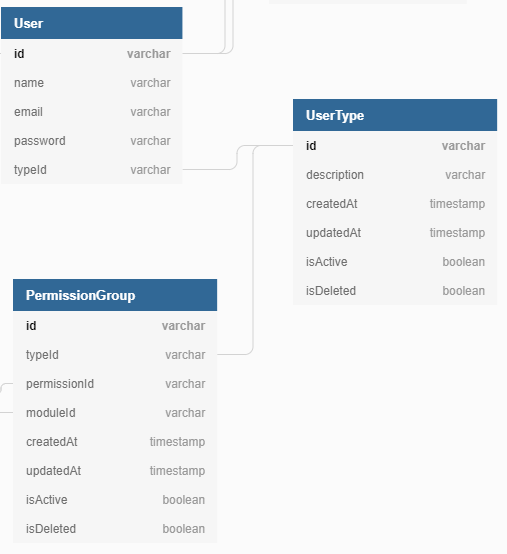 User
id varchar
name varchar
email varchar
password varchar
typeId varchar
UserType
id varchar
description varchar
createdAt timestamp
updatedAt timestamp
isActive boolean
isDeleted boolean
PermissionGroup
id varchar
typeId varchar
permissionId varchar
moduleId varchar
createdAt timestamp
updatedAt timestamp
isActive boolean
isDeleted boolean